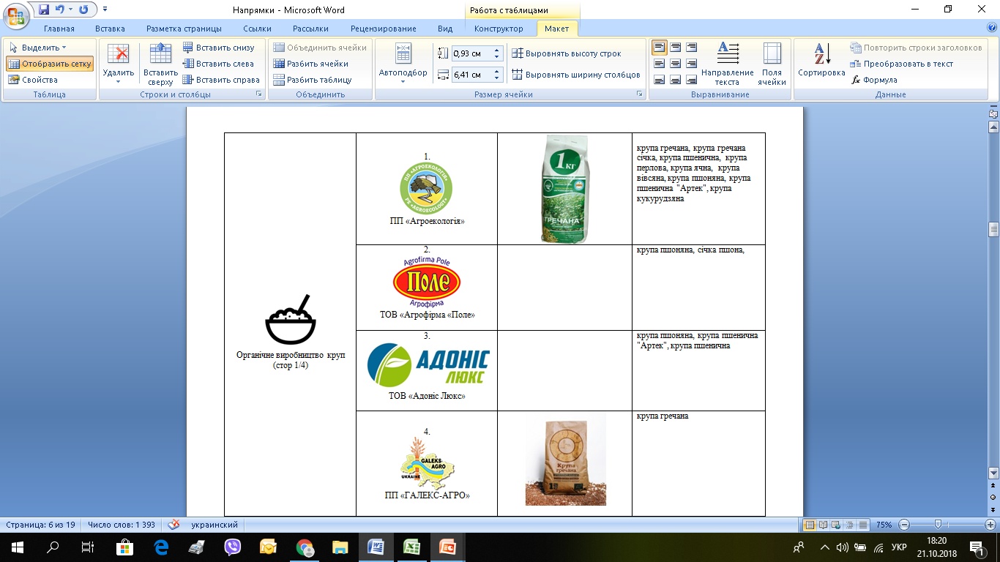 Напрямки - Microsoft Word
Работа с таблицами
Главная Вставка Разметка страницы Ссылки Рассылки Рецензирование Вид Конструктор Макет
Выделить
Отобразить сетку
Свойства
Таблица
Удалить
Вставить сверху
Вставить снизу
Вставить слева
Вставить справа
Строки и столбцы
Объединить ячейки
Разбить ячейки
Разбить таблицу
Объединить
Автоподбор
0,93 см
6,41 см
Выровнять высоту строк
Выровнять ширину столбцов
Размер ячейки
Направление текста
Поля ячейки
Выравнивание
Сортировка
Повторить строки заголовков
Преобразовать в текст
Формула
Данные
Органічне виробництво круп
(стор 1/4)
1.
ПП «АГРОЕКОЛОГІЯ»
PE «AGROECOLOGY»
ПП «Агроекологія»
1 КГ
ГРЕЧАНА
крупа гречана, крупа гречана
січка, крупа пшенична, крупа
перлова, крупа ячна, крупа
вівсяна, крупа пшоняна, крупа
пшенична "Артек", крупа
кукурудзяна
2.
Agrofirma Pole
Поле
Агрофірма
ТОВ «Агрофірма «Поле»
крупа пшоняна, січка пшона,
3.
АДОНІС
ЛЮКС
ТОВ «Адоніс Люкс»
крупа пшоняна, крупа пшенична
"Артек", крупа пшенична
4.
GALEKS-
AGRO
UKRAINE
ПП «ГАЛЕКС-АГРО»
Крупа
гречана
крупа гречана
Страница: 6 из 19 Число слов: 1 393 украинский 75%
УКР
18:20
21.10.2018
1